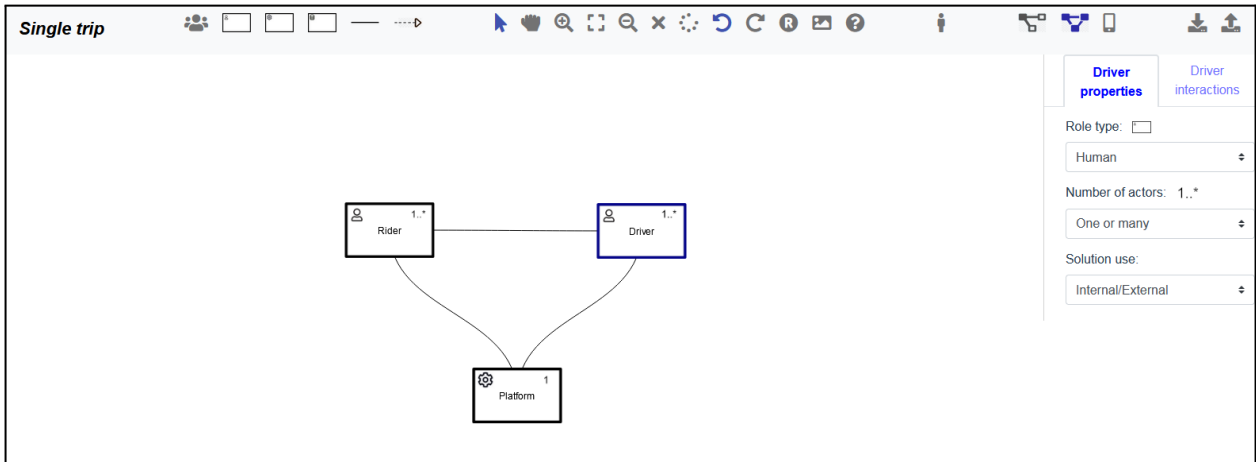 Single trip
Driver properties
Driver interactions
Role type:
Human
Number of actors: 1..*
One or many
Solution use:
Internal/External
1..*
Rider
1..*
Driver
1
Platform